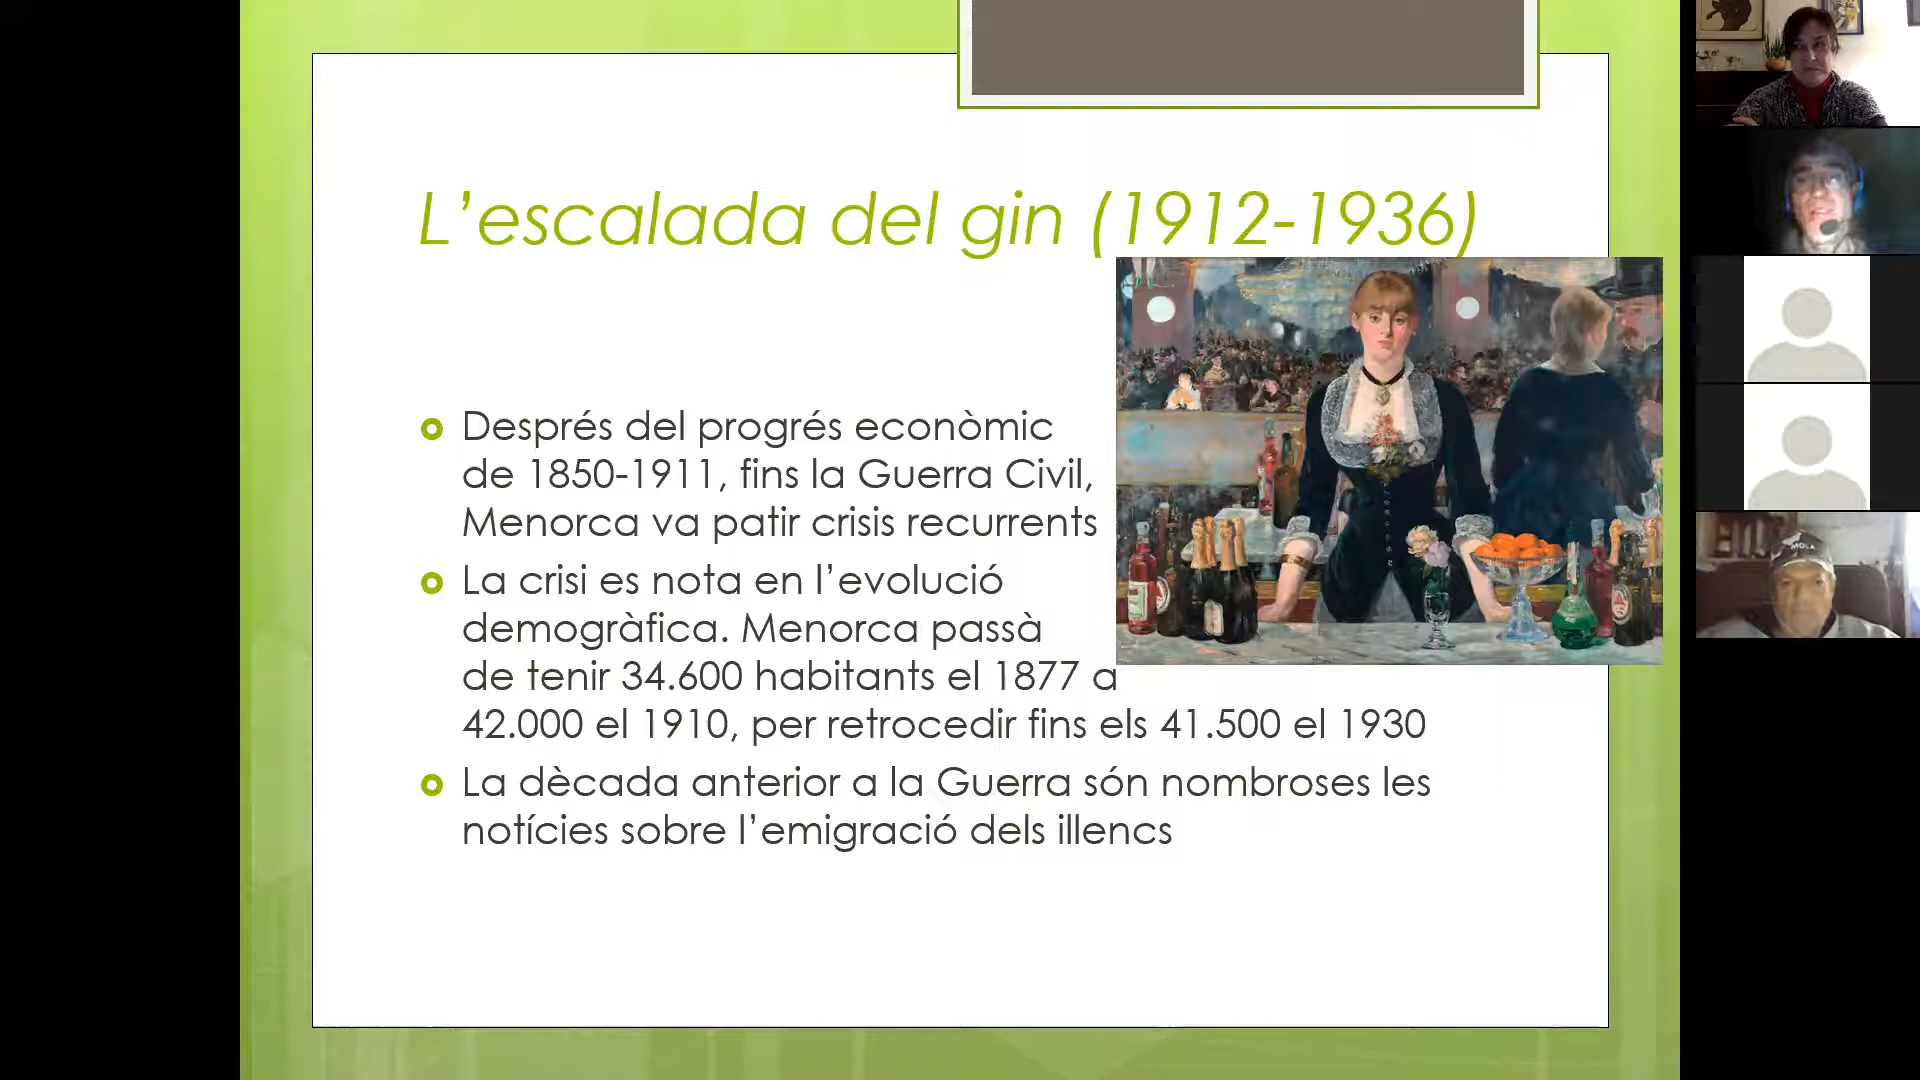 L’escalada del gin (1912-1936)
Després del progrés econòmic
de 1850-1911, fins la Guerra Civil,
Menorca va patir crisis recurrents
La crisi es nota en l’evolució
demogràfica. Menorca passà
de tenir 34.600 habitants el 1877 a
42.000 el 1910, per retrocedir fins els 41.500 el 1930
La dècada anterior a la Guerra són nombroses les
notícies sobre l’emigració dels illencs